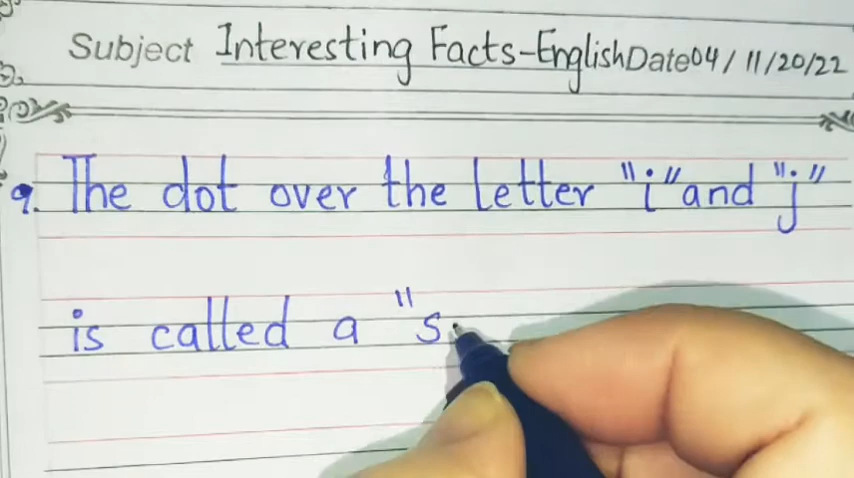 Subject Interesting Facts-English Date 04/11/20/22
9. The dot over the letter "i" and "j"
is called a "s